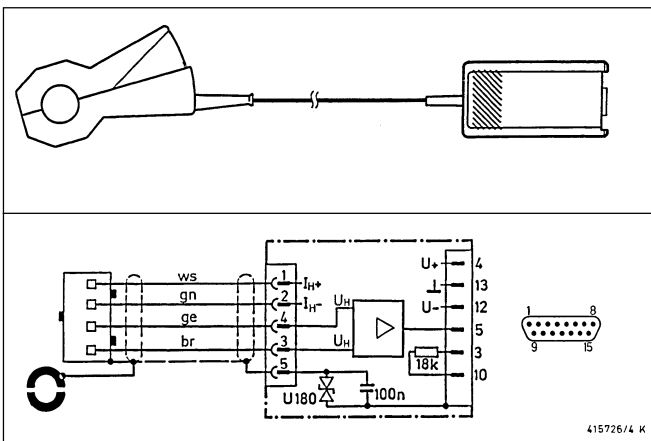 ws
gn
ge
br
1 I_H+
2 I_H-
4 U_H
3 U_H
5
U180
100n
U+ 4
⊥ 13
U- 12
5
3
18k
10
1 8
9 15
415726/4 K